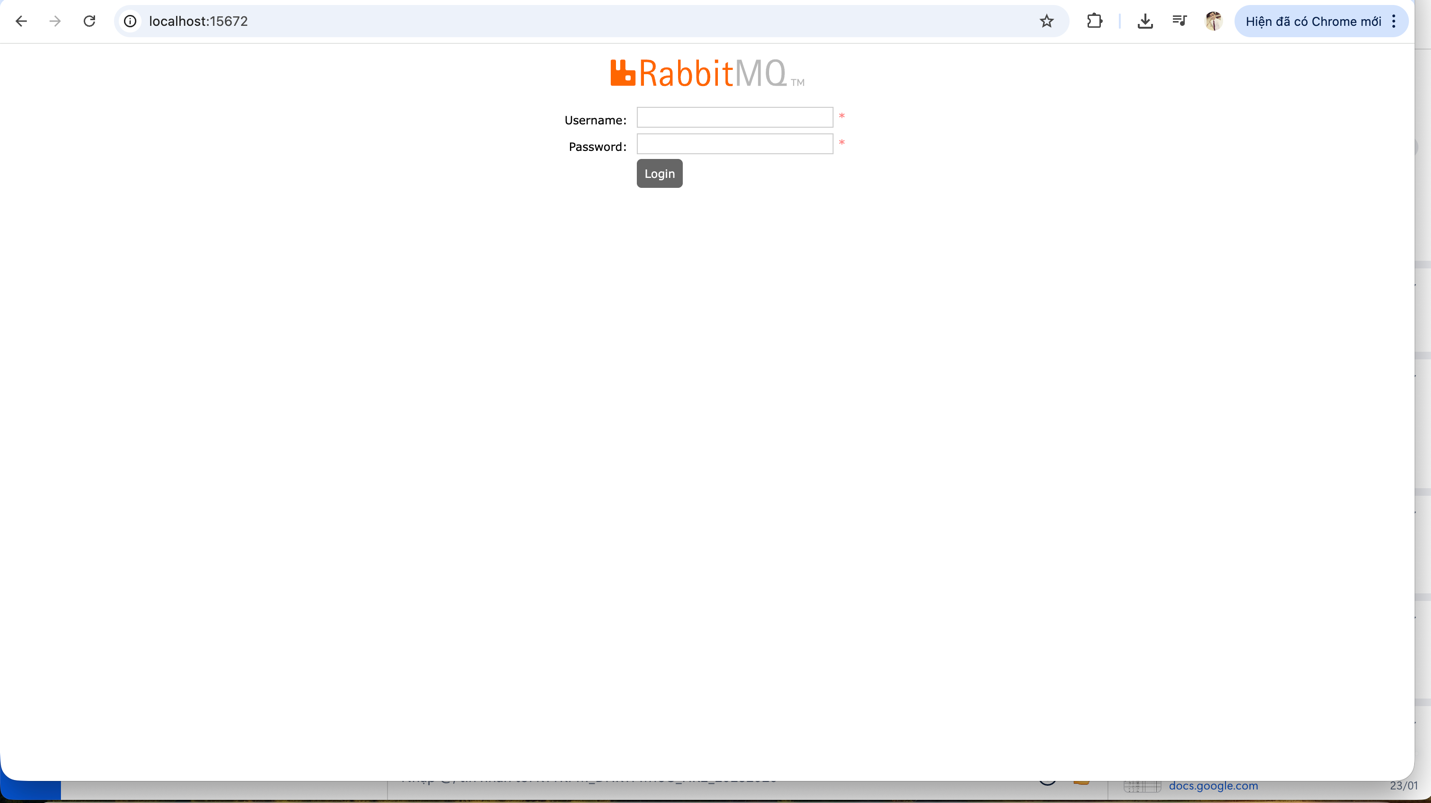 localhost:15672
Hiện đã có Chrome mới
RabbitMQ TM
Username: *
Password: *
Login
docs.google.com
23/01